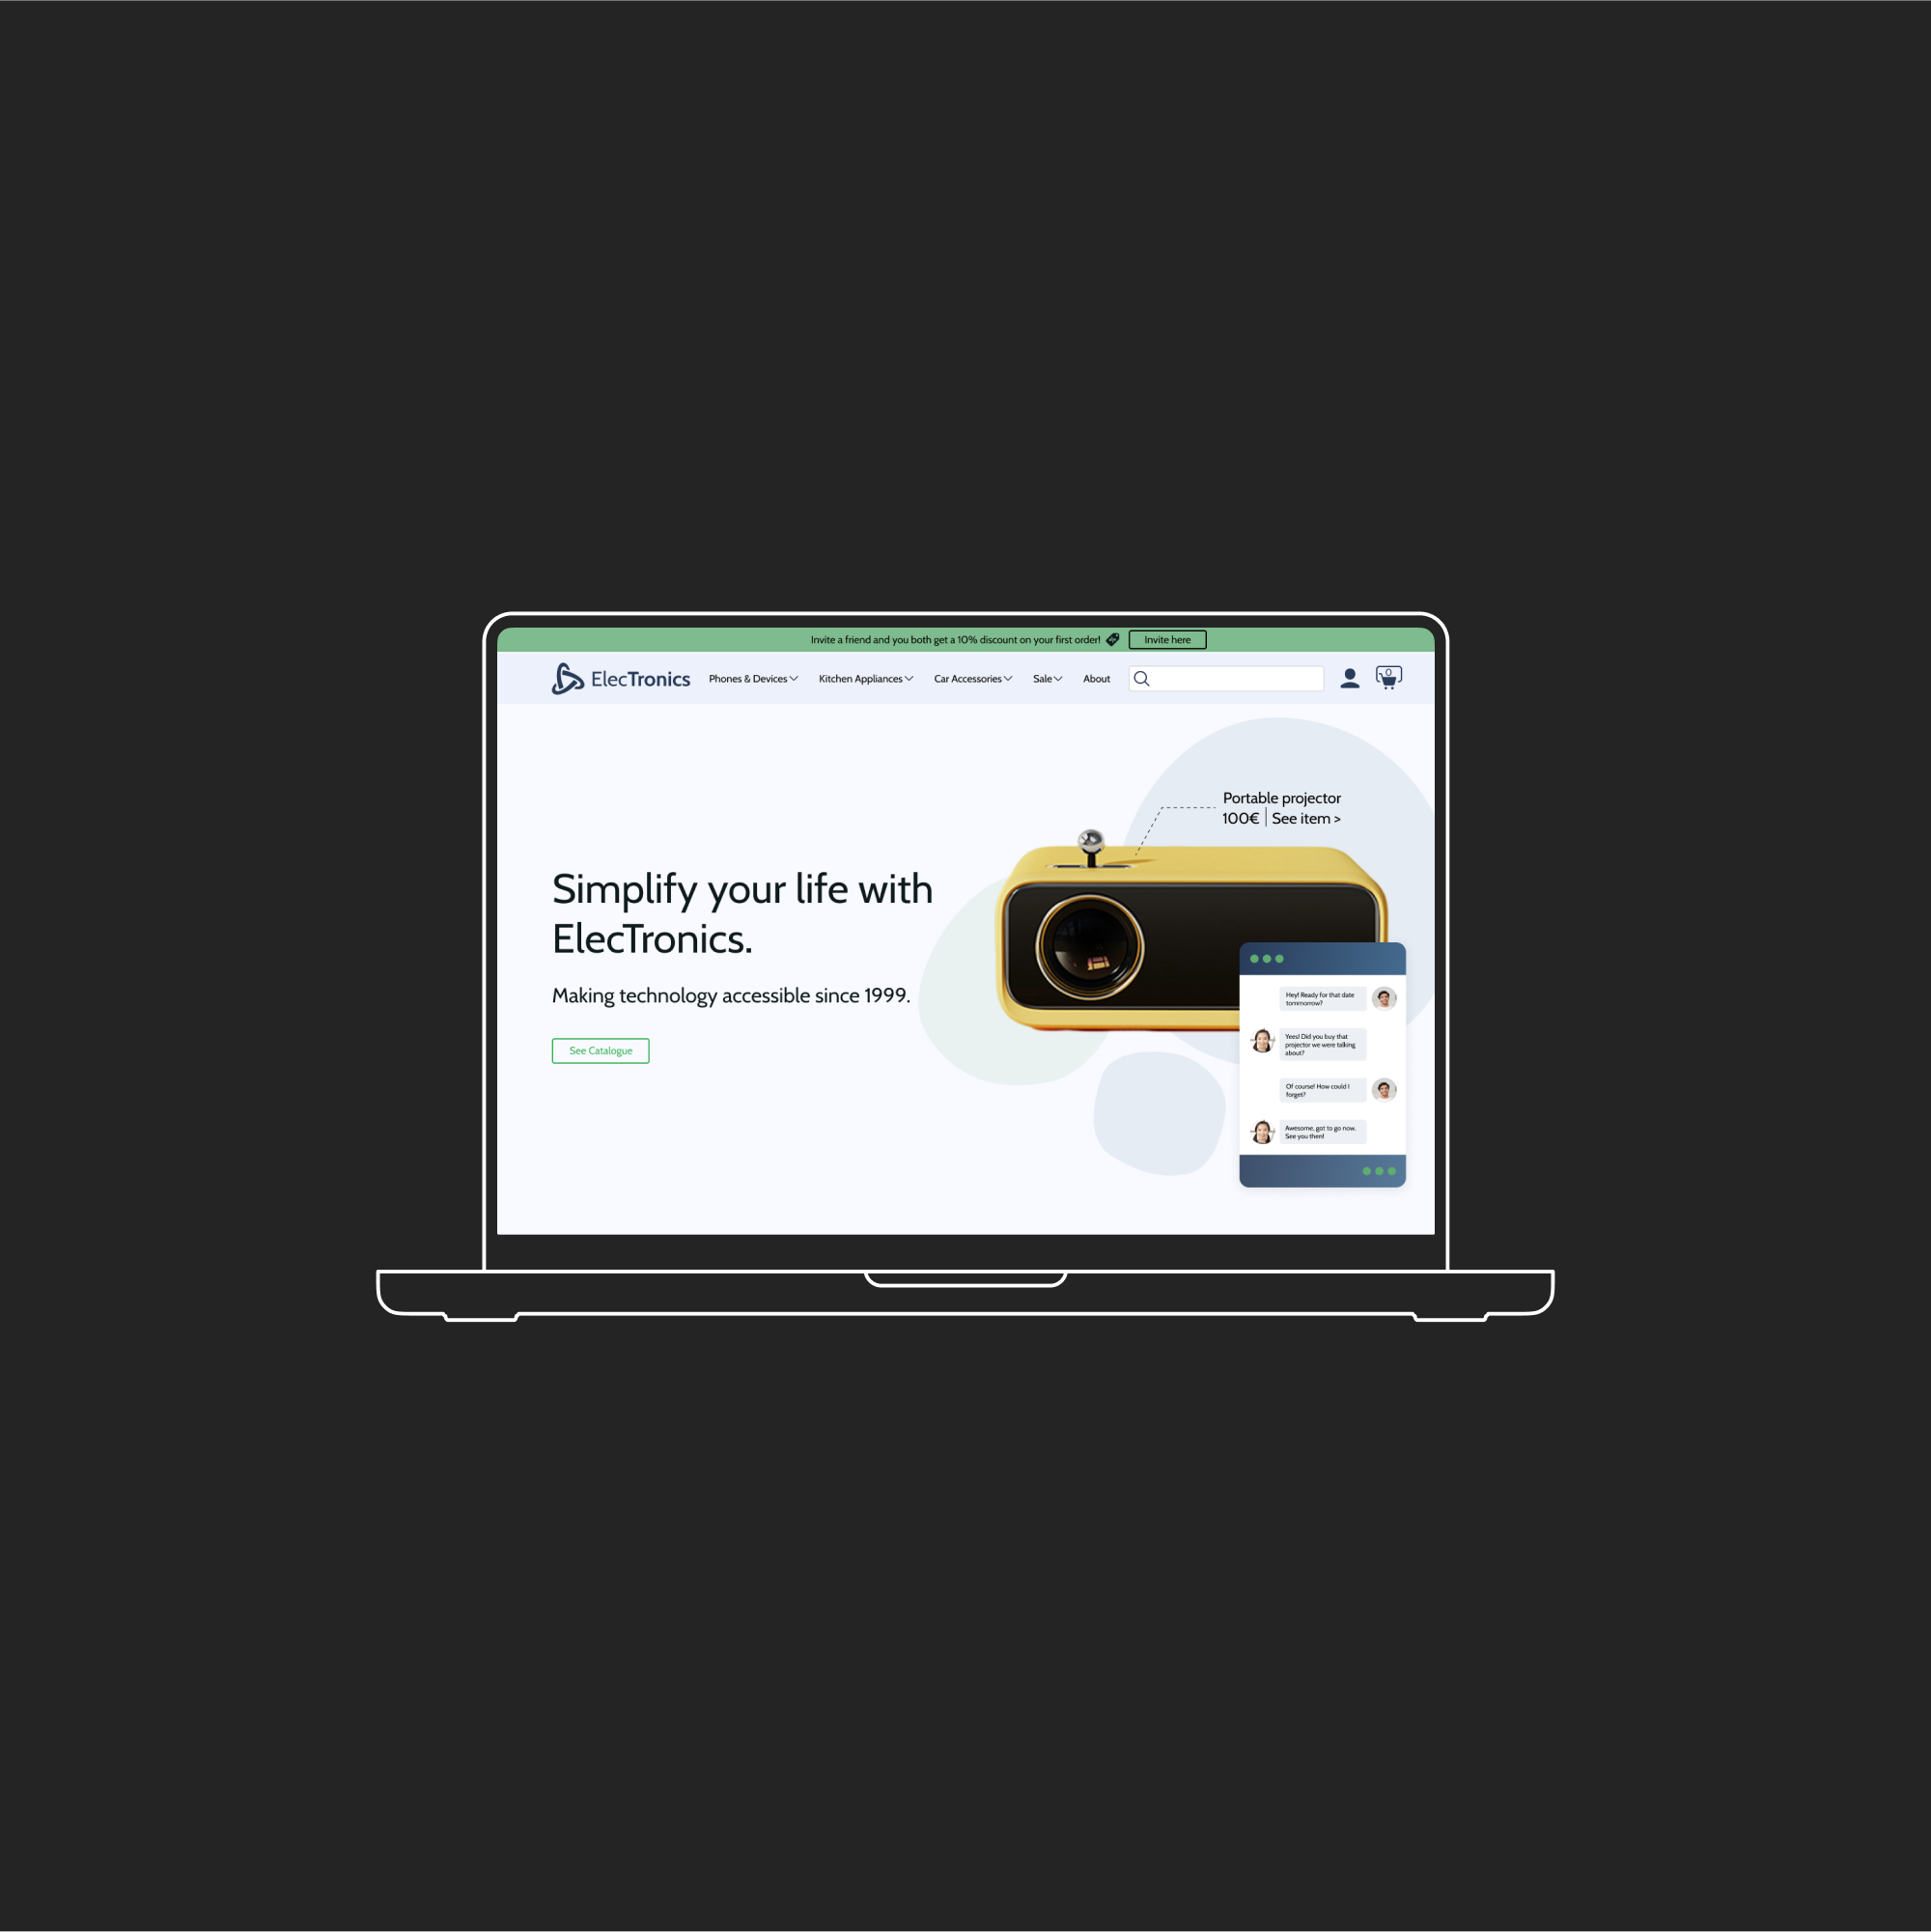 Invite a friend and you both get a 10% discount on your first order!
Invite here
ElecTronics
Phones & Devices
Kitchen Appliances
Car Accessories
Sale
About
0
Portable projector
100€ | See item >
Simplify your life with
ElecTronics.
Making technology accessible since 1999.
See Catalogue
Hey! Ready for that date
tommorrow?
Yees! Did you buy that
projector we were talking
about?
Of course! How could I
forget?
Awesome, got to go now.
See you then!